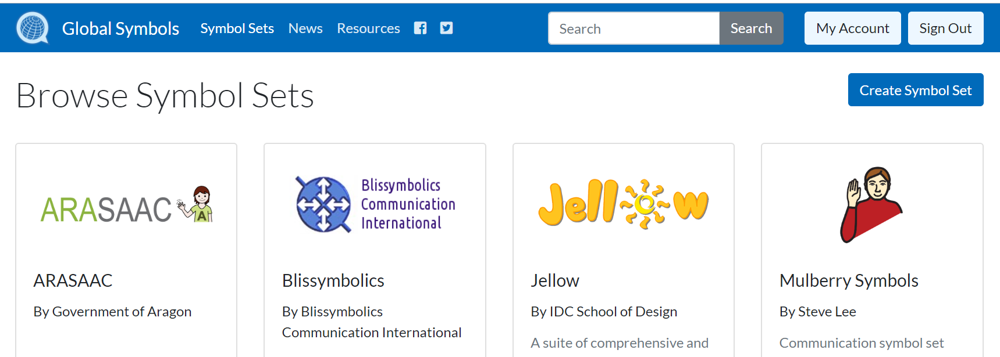 Global Symbols Symbol Sets News Resources Search Search My Account Sign Out
Browse Symbol Sets
Create Symbol Set
ARASAAC
A
ARASAAC
By Government of Aragon
Blissymbolics
Communication
International
Blissymbolics
By Blissymbolics
Communication International
Jellow
Jellow
By IDC School of Design
A suite of comprehensive and
Mulberry Symbols
By Steve Lee
Communication symbol set